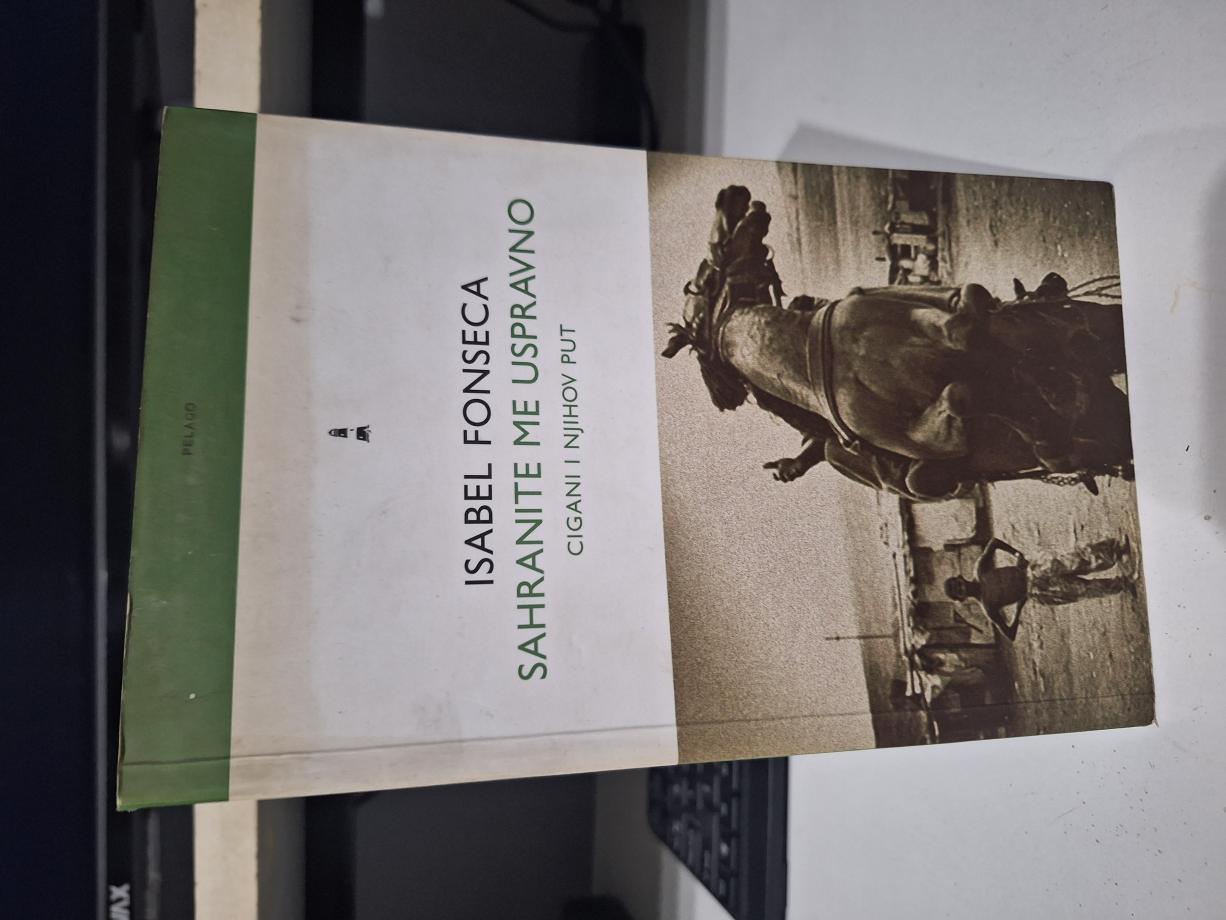 PELAGO
ISABEL FONSECA
SAHRANITE ME USPRAVNO
CIGANI I NJIHOV PUT